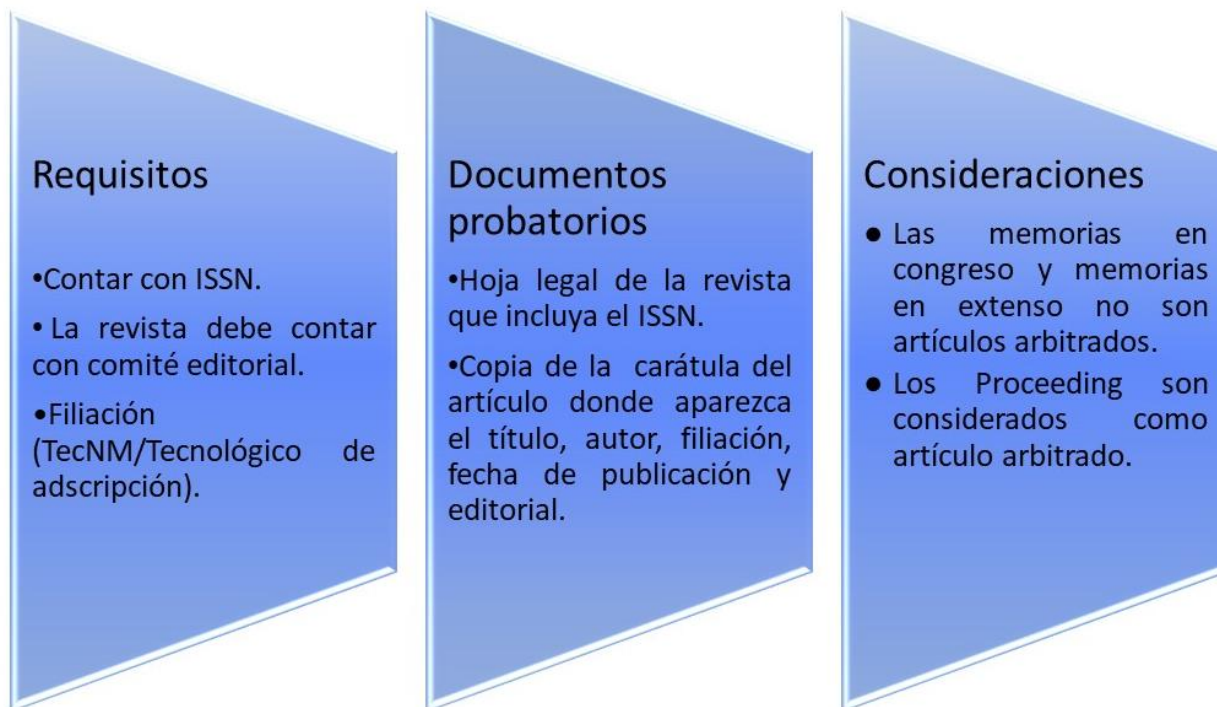 Requisitos
•Contar con ISSN.
• La revista debe contar
con comité editorial.
•Filiación
(TecNM/Tecnológico de
adscripción).
Documentos
probatorios
•Hoja legal de la revista
que incluya el ISSN.
•Copia de la carátula del
artículo donde aparezca
el título, autor, filiación,
fecha de publicación y
editorial.
Consideraciones
● Las memorias en
congreso y memorias
en extenso no son
artículos arbitrados.
● Los Proceeding son
considerados como
artículo arbitrado.